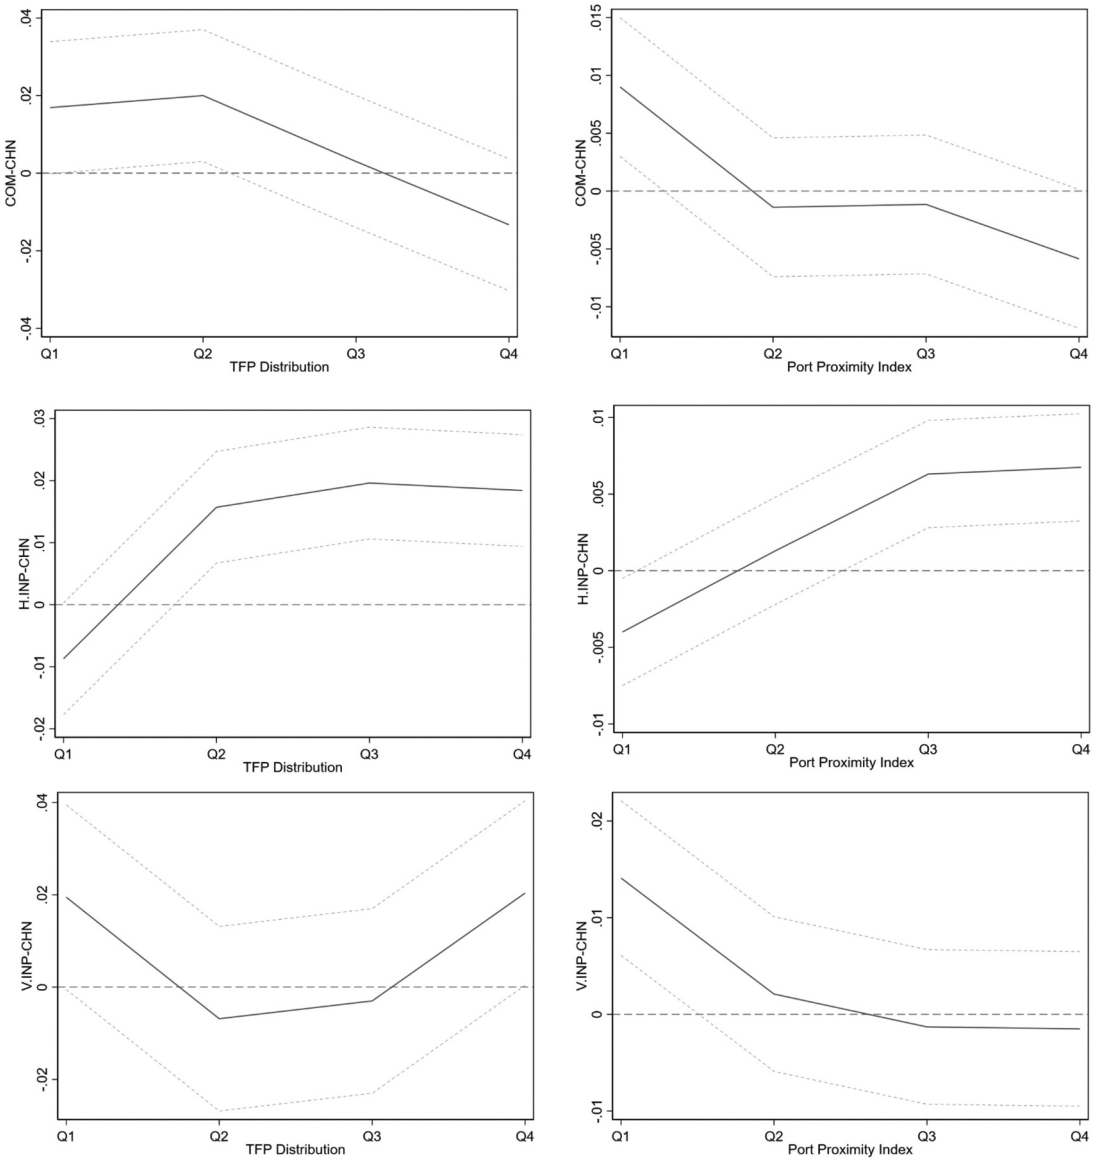 .04
.02
0
-.02
-.04
COM-CHN
Q1 Q2 Q3 Q4
TFP Distribution
.015
.01
.005
0
-.005
-.01
COM-CHN
Q1 Q2 Q3 Q4
Port Proximity Index
.03
.02
.01
0
-.01
-.02
H.INP-CHN
Q1 Q2 Q3 Q4
TFP Distribution
.01
.005
0
-.005
-.01
H.INP-CHN
Q1 Q2 Q3 Q4
Port Proximity Index
.04
.02
0
-.02
V.INP-CHN
Q1 Q2 Q3 Q4
TFP Distribution
.02
.01
0
-.01
V.INP-CHN
Q1 Q2 Q3 Q4
Port Proximity Index